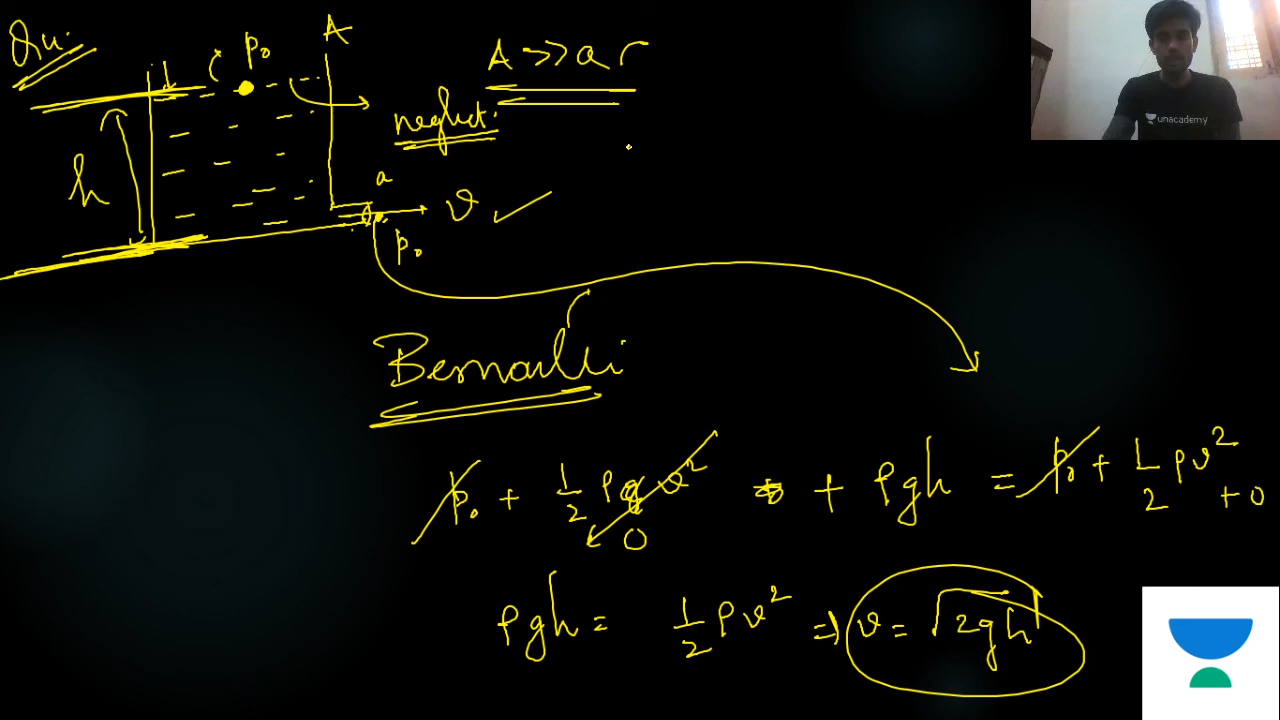 Qu.
A
p₀
A >> a
neglect.
h
a
v
p₀
unacademy
Bernoulli
p₀ + 1/2 ρ v² + ρgh = p₀ + 1/2 ρv² + 0
0
ρgh = 1/2 ρv² ⇒ v = √2gh